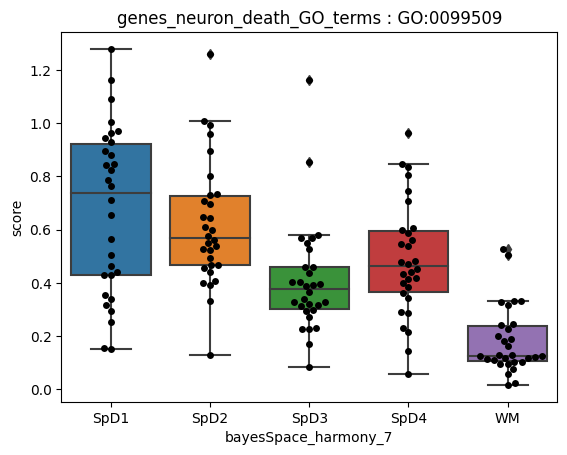 genes_neuron_death_GO_terms : GO:0099509
score
1.2
1.0
0.8
0.6
0.4
0.2
0.0
SpD1 SpD2 SpD3 SpD4 WM
bayesSpace_harmony_7